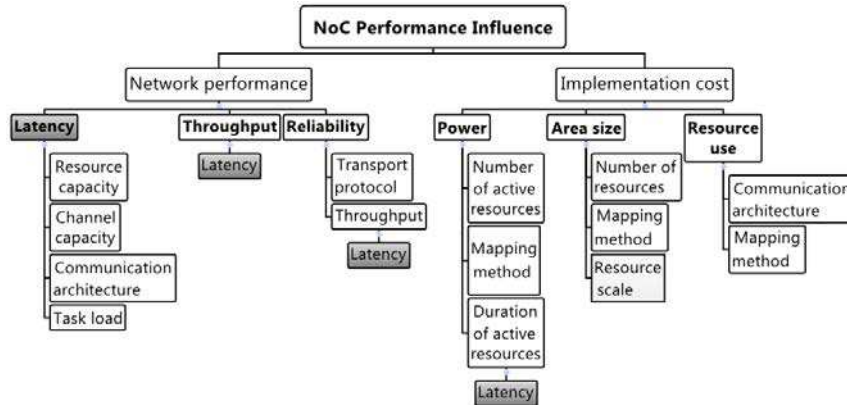 NoC Performance Influence
Network performance
Implementation cost
Latency
Throughput
Reliability
Power
Area size
Resource
use
Resource
capacity
Channel
capacity
Communication
architecture
Task load
Latency
Transport
protocol
Throughput
Latency
Number
of active
resources
Mapping
method
Duration
of active
resources
Latency
Number of
resources
Mapping
method
Resource
scale
Communication
architecture
Mapping
method